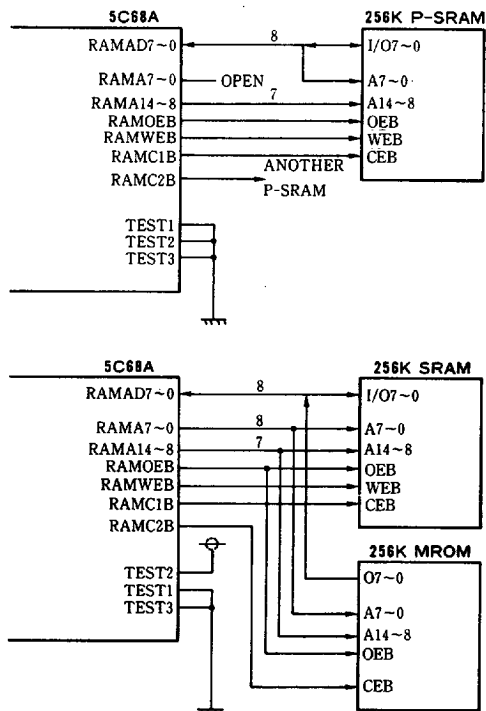 5C68A 256K P-SRAM
RAMAD7~0 8 I/O7~0
RAMA7~0 OPEN A7~0
RAMA14~8 7 A14~8
RAMOEB OEB
RAMWEB WEB
RAMC1B CEB
ANOTHER
RAMC2B P-SRAM
TEST1
TEST2
TEST3
5C68A 256K SRAM
RAMAD7~0 8 I/O7~0
RAMA7~0 8 A7~0
RAMA14~8 7 A14~8
RAMOEB OEB
RAMWEB WEB
RAMC1B CEB
RAMC2B
256K MROM
TEST2 O7~0
TEST1
TEST3 A7~0
A14~8
OEB
CEB